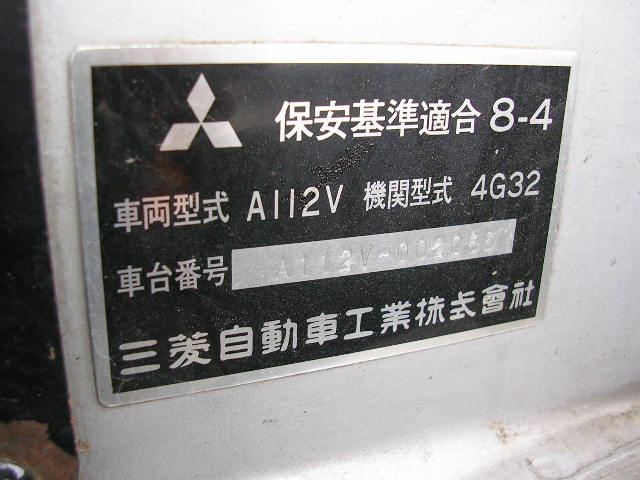 保安基準適合 8-4
車両型式 A112V 機関型式 4G32
車台番号
三菱自動車工業株式會社